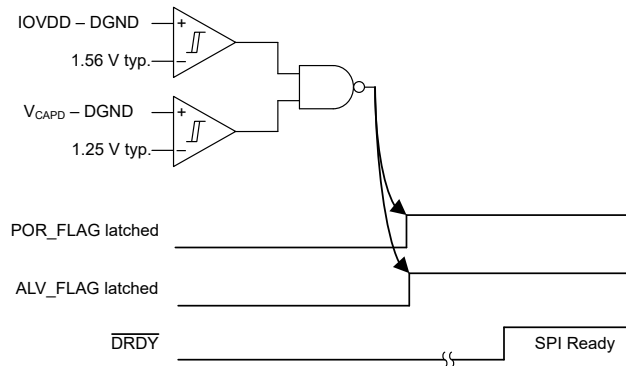 IOVDD – DGND
+
1.56 V typ.
–
V_CAPD – DGND
+
1.25 V typ.
–
POR_FLAG latched
ALV_FLAG latched
DRDY
SPI Ready